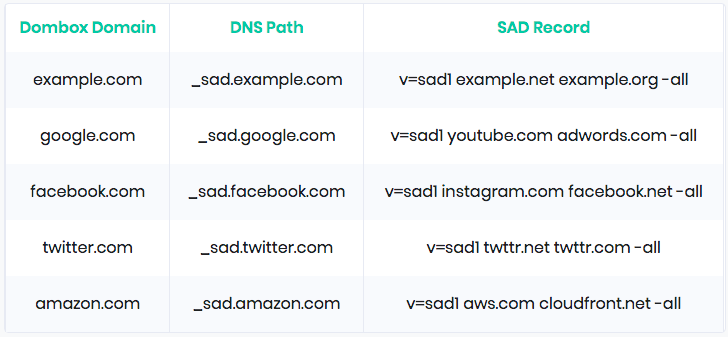 Dombox Domain DNS Path SAD Record
example.com _sad.example.com v=sad1 example.net example.org -all
google.com _sad.google.com v=sad1 youtube.com adwords.com -all
facebook.com _sad.facebook.com v=sad1 instagram.com facebook.net -all
twitter.com _sad.twitter.com v=sad1 twttr.net twttr.com -all
amazon.com _sad.amazon.com v=sad1 aws.com cloudfront.net -all